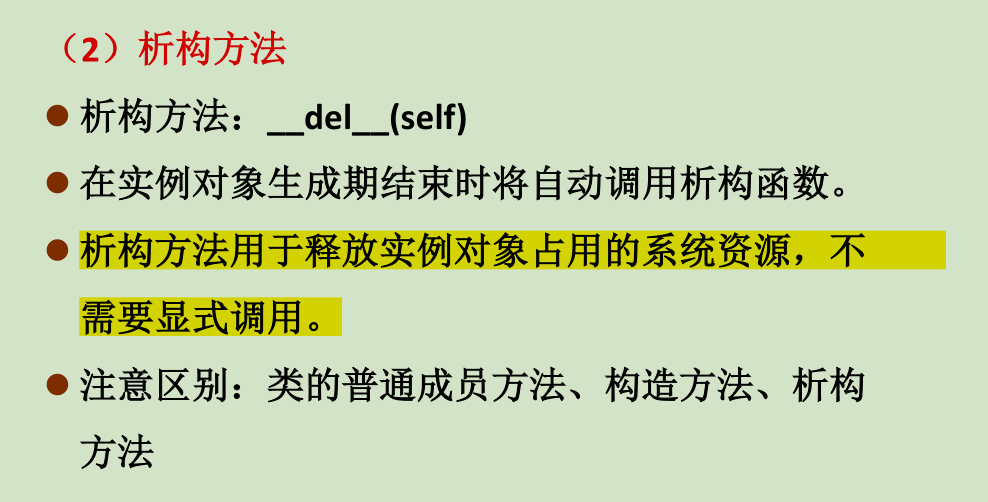 （2）析构方法
● 析构方法：__del__(self)
● 在实例对象生成期结束时将自动调用析构函数。
● 析构方法用于释放实例对象占用的系统资源，不
需要显式调用。
● 注意区别：类的普通成员方法、构造方法、析构
方法